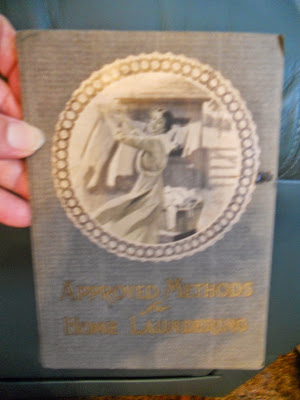 APPROVED METHODS
for
HOME LAUNDERING